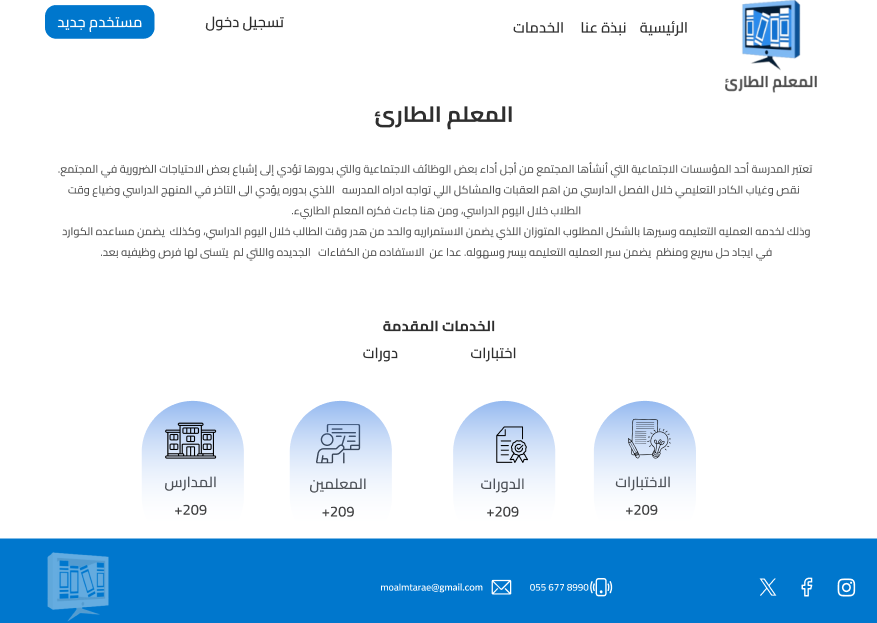 الرئيسية
نبذة عنا
الخدمات
تسجيل دخول
مستخدم جديد
المعلم الطارئ
المعلم الطارئ
تعتبر المدرسة أحد المؤسسات الاجتماعية التي أنشأها المجتمع من أجل أداء بعض الوظائف الاجتماعية والتي بدورها تؤدي إلى إشباع بعض الاحتياجات الضرورية في المجتمع.
نقص وغياب الكادر التعليمي خلال الفصل الدارسي من اهم العقبات والمشاكل اللي تواجه ادراه المدرسه اللذي بدوره يؤدي الى التاخر في المنهج الدراسي وضياع وقت
الطلاب خلال اليوم الدراسي، ومن هنا جاءت فكره المعلم الطاريء.
وذلك لخدمه العمليه التعليمه وسيرها بالشكل المطلوب المتوزان اللذي يضمن الاستمراريه والحد من هدر وقت الطالب خلال اليوم الدراسي، وكذلك يضمن مساعده الكوارد
في ايجاد حل سريع ومنظم يضمن سير العمليه التعليمه بيسر وسهوله. عدا عن الاستفاده من الكفاءات الجديده واللتي لم يتسنى لها فرص وظيفيه بعد.
الخدمات المقدمة
اختبارات
دورات
الاختبارات
+209
الدورات
+209
المعلمين
+209
المدارس
+209
055 677 8990
moalmtarae@gmail.com